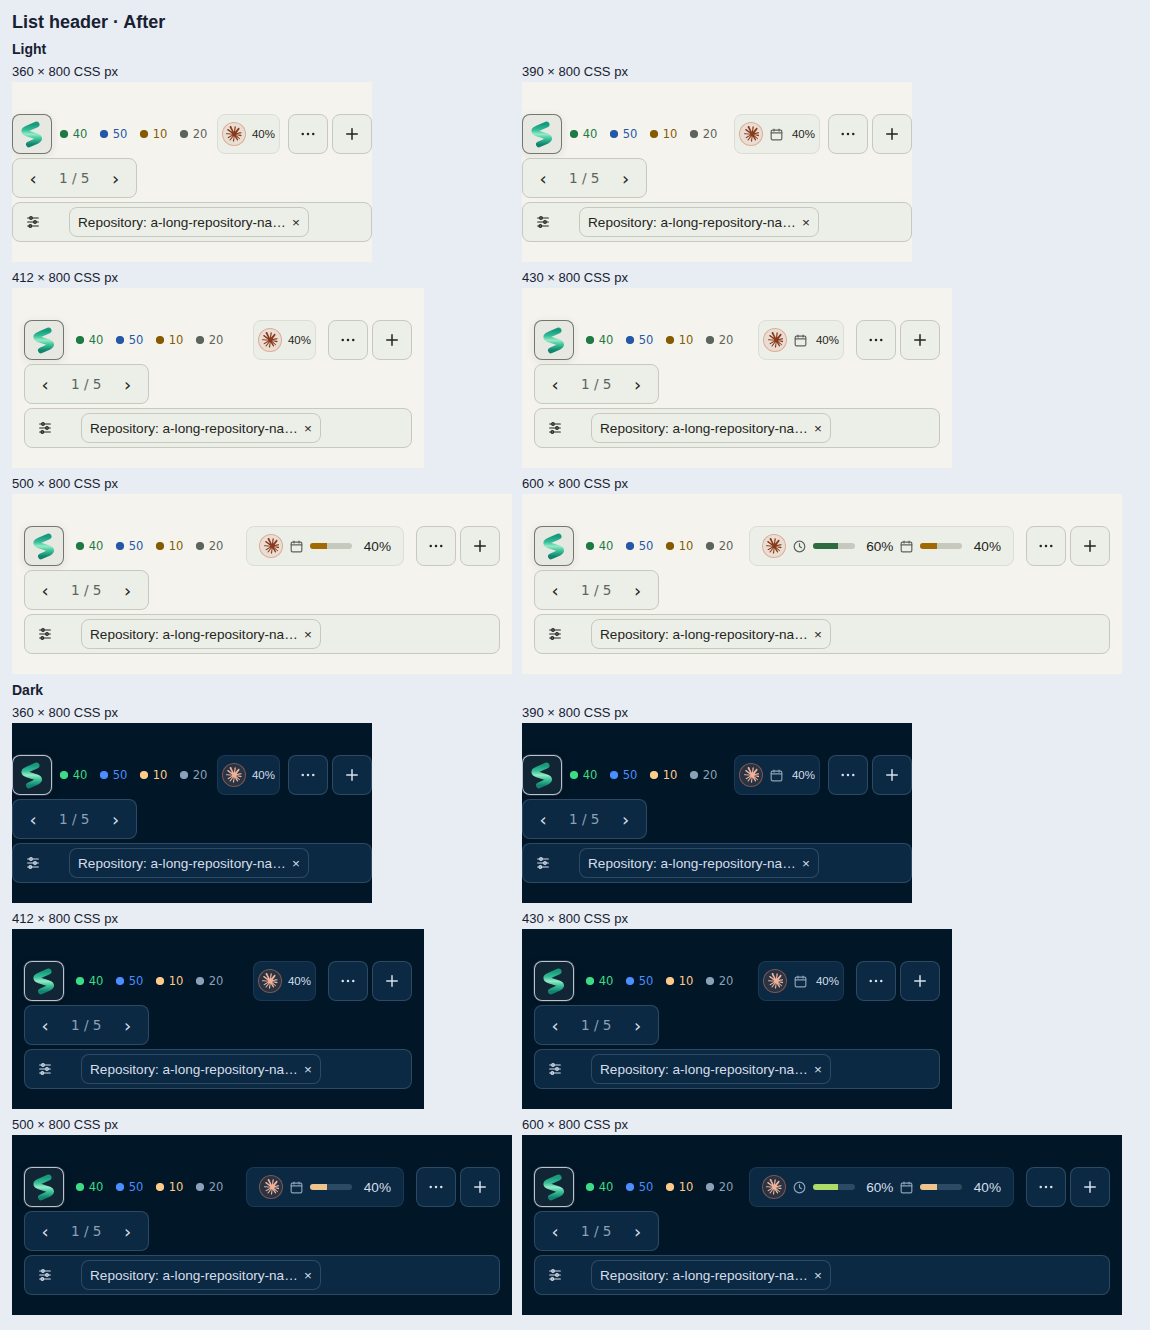 List header · After
Light
360 × 800 CSS px
40 50 10 20 40%
‹ 1 / 5 ›
Repository: a-long-repository-na… ×
390 × 800 CSS px
40 50 10 20 40%
‹ 1 / 5 ›
Repository: a-long-repository-na… ×
412 × 800 CSS px
40 50 10 20 40%
‹ 1 / 5 ›
Repository: a-long-repository-na… ×
430 × 800 CSS px
40 50 10 20 40%
‹ 1 / 5 ›
Repository: a-long-repository-na… ×
500 × 800 CSS px
40 50 10 20 40%
‹ 1 / 5 ›
Repository: a-long-repository-na… ×
600 × 800 CSS px
40 50 10 20 60% 40%
‹ 1 / 5 ›
Repository: a-long-repository-na… ×
Dark
360 × 800 CSS px
40 50 10 20 40%
‹ 1 / 5 ›
Repository: a-long-repository-na… ×
390 × 800 CSS px
40 50 10 20 40%
‹ 1 / 5 ›
Repository: a-long-repository-na… ×
412 × 800 CSS px
40 50 10 20 40%
‹ 1 / 5 ›
Repository: a-long-repository-na… ×
430 × 800 CSS px
40 50 10 20 40%
‹ 1 / 5 ›
Repository: a-long-repository-na… ×
500 × 800 CSS px
40 50 10 20 40%
‹ 1 / 5 ›
Repository: a-long-repository-na… ×
600 × 800 CSS px
40 50 10 20 60% 40%
‹ 1 / 5 ›
Repository: a-long-repository-na… ×